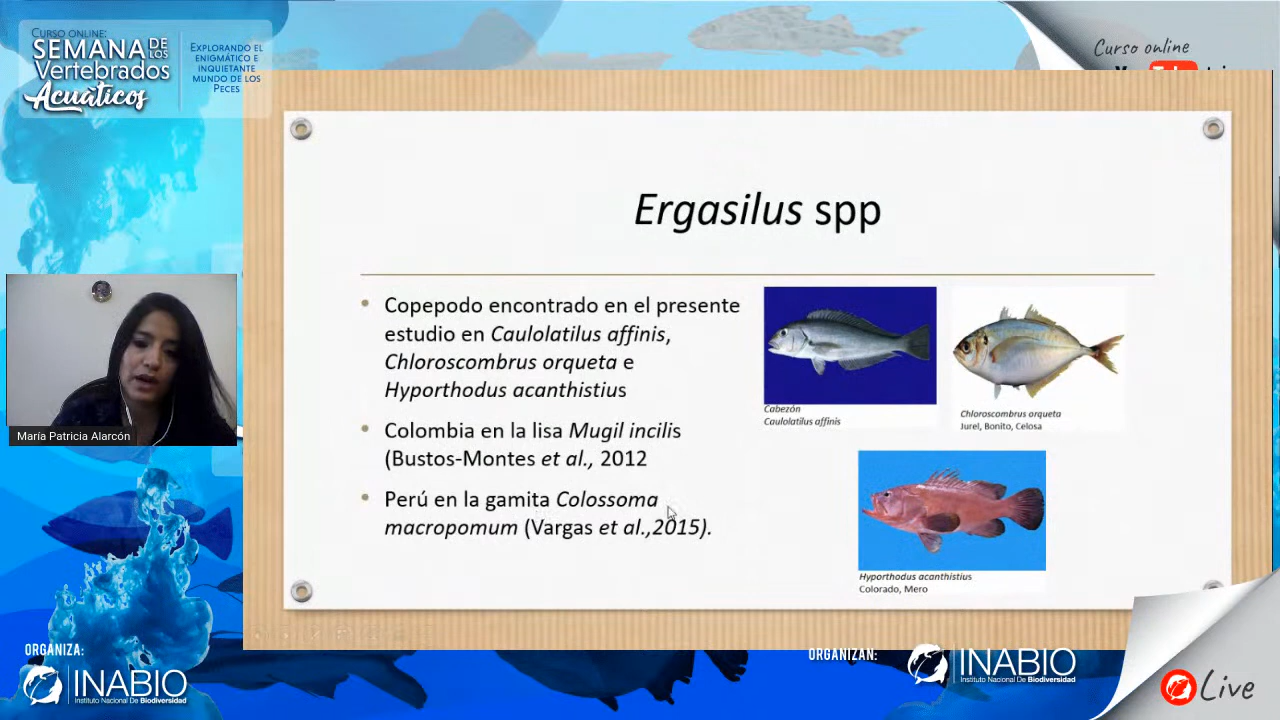 CURSO ONLINE:
SEMANA DE LOS
Vertebrados
Acuáticos
EXPLORANDO EL
ENIGMÁTICO E
INQUIETANTE
MUNDO DE LOS
PECES
Curso online
Ergasilus spp
• Copepodo encontrado en el presente
estudio en Caulolatilus affinis,
Chloroscombrus orqueta e
Hyporthodus acanthistius
• Colombia en la lisa Mugil incilis
(Bustos-Montes et al., 2012
• Perú en la gamita Colossoma
macropomum (Vargas et al.,2015).
Cabezón
Caulolatilus affinis
Chloroscombrus orqueta
Jurel, Bonito, Celosa
Hyporthodus acanthistius
Colorado, Mero
María Patricia Alarcón
ORGANIZA:
INABIO
Instituto Nacional De Biodiversidad
ORGANIZAN:
INABIO
Instituto Nacional De Biodiversidad
Live